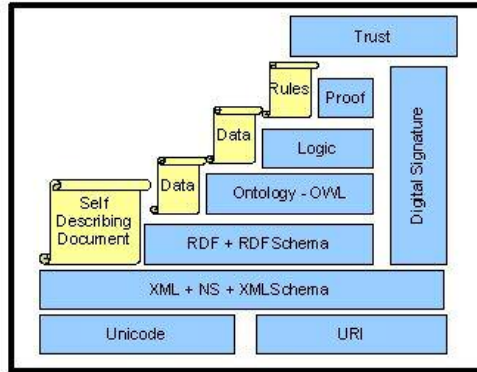 Trust
Rules
Proof
Data
Logic
Digital Signature
Data
Ontology - OWL
Self
Describing
Document
RDF + RDFSchema
XML + NS + XMLSchema
Unicode
URI